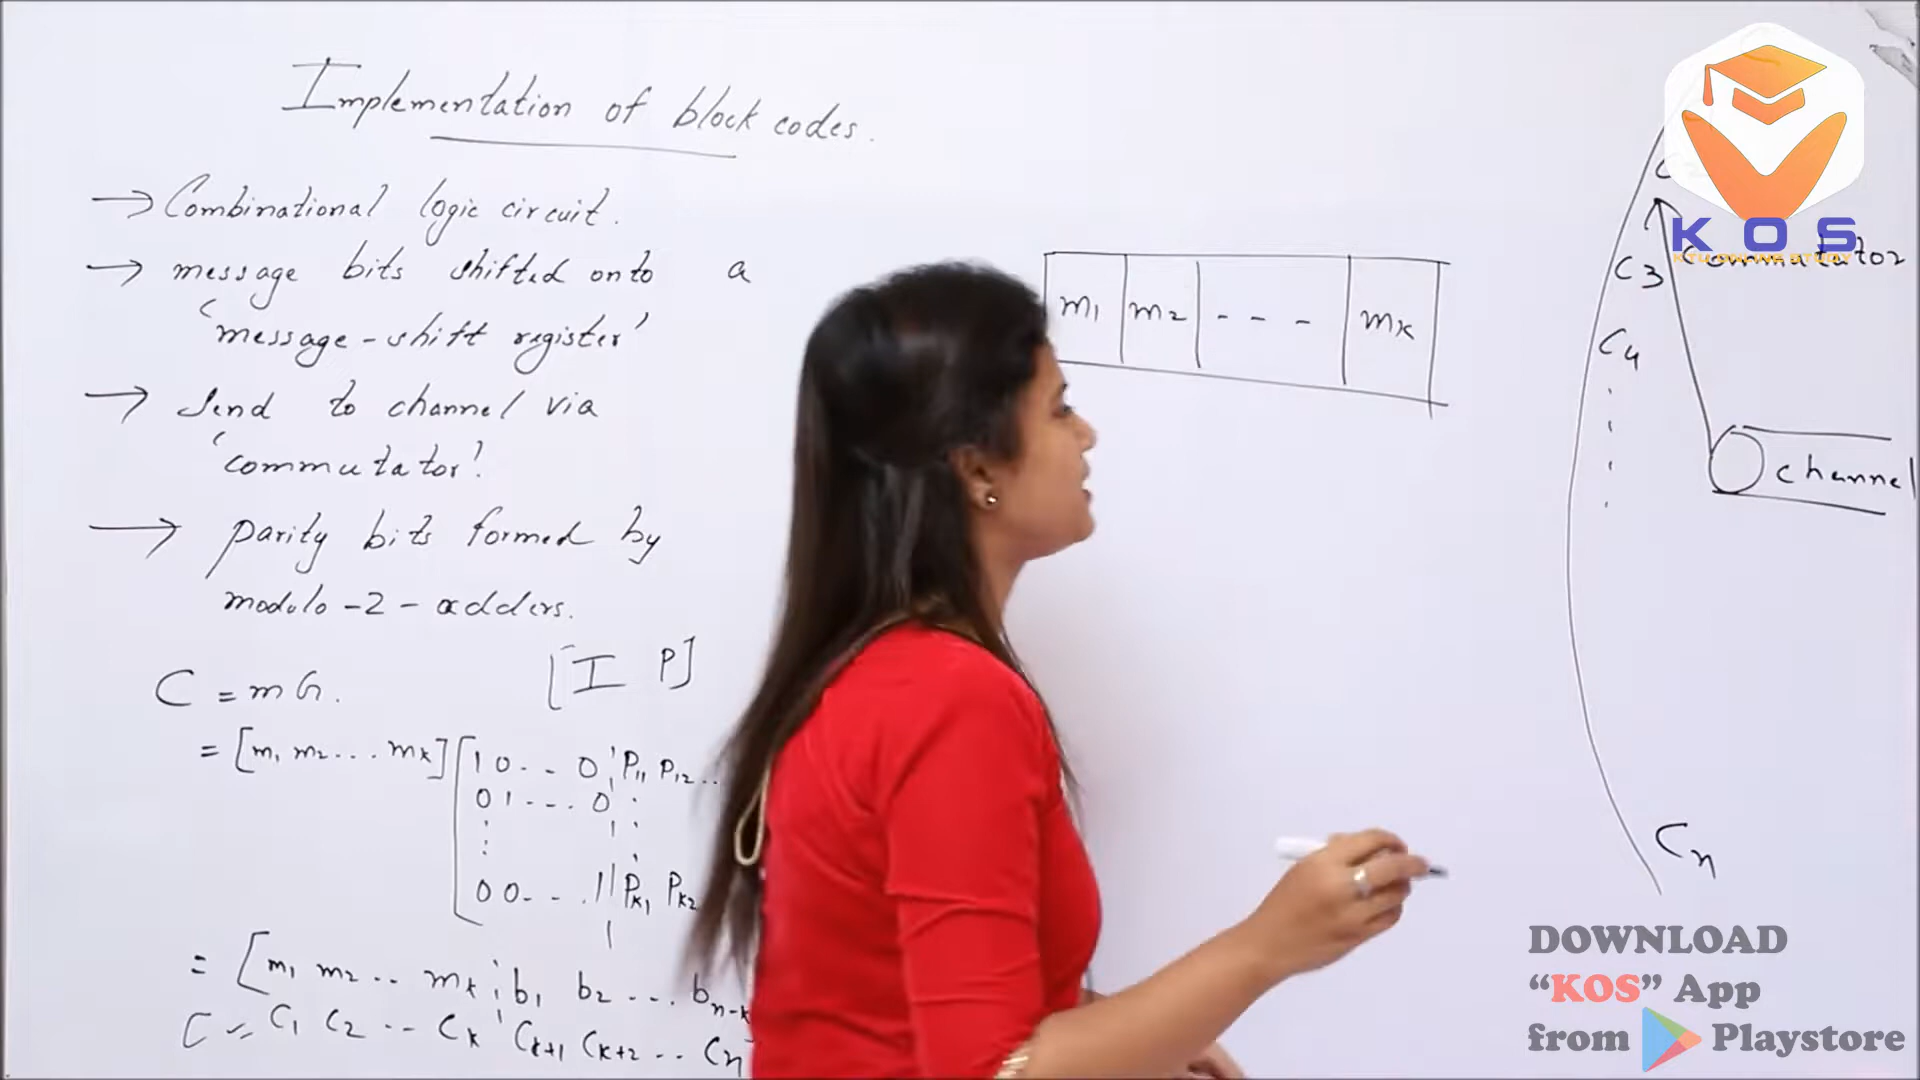 Implementation of block codes.
→ Combinational logic circuit.
→ message bits shifted onto a
'message-shift register'
→ Send to channel via
'commutator'.
→ parity bits formed by
modulo-2-adders.
C = mG.
[I P]
= [m1 m2 ... mk] [1 0 - - 0 ¦ P11 P12 ..
0 1 - - - . 0 ¦ :
: ¦ :
0 0 - - . 1 ¦ Pk1 Pk2
= [m1 m2 .. mk ¦ b1 b2 ... bn-k
C = C1 C2 -- Ck ¦ Ck+1 Ck+2 .. Cn
m1 m2 - - - mk
C3
C4
Cn
commutator
channel
KOS
KTU ONLINE STUDY
DOWNLOAD
“KOS” App
from Playstore